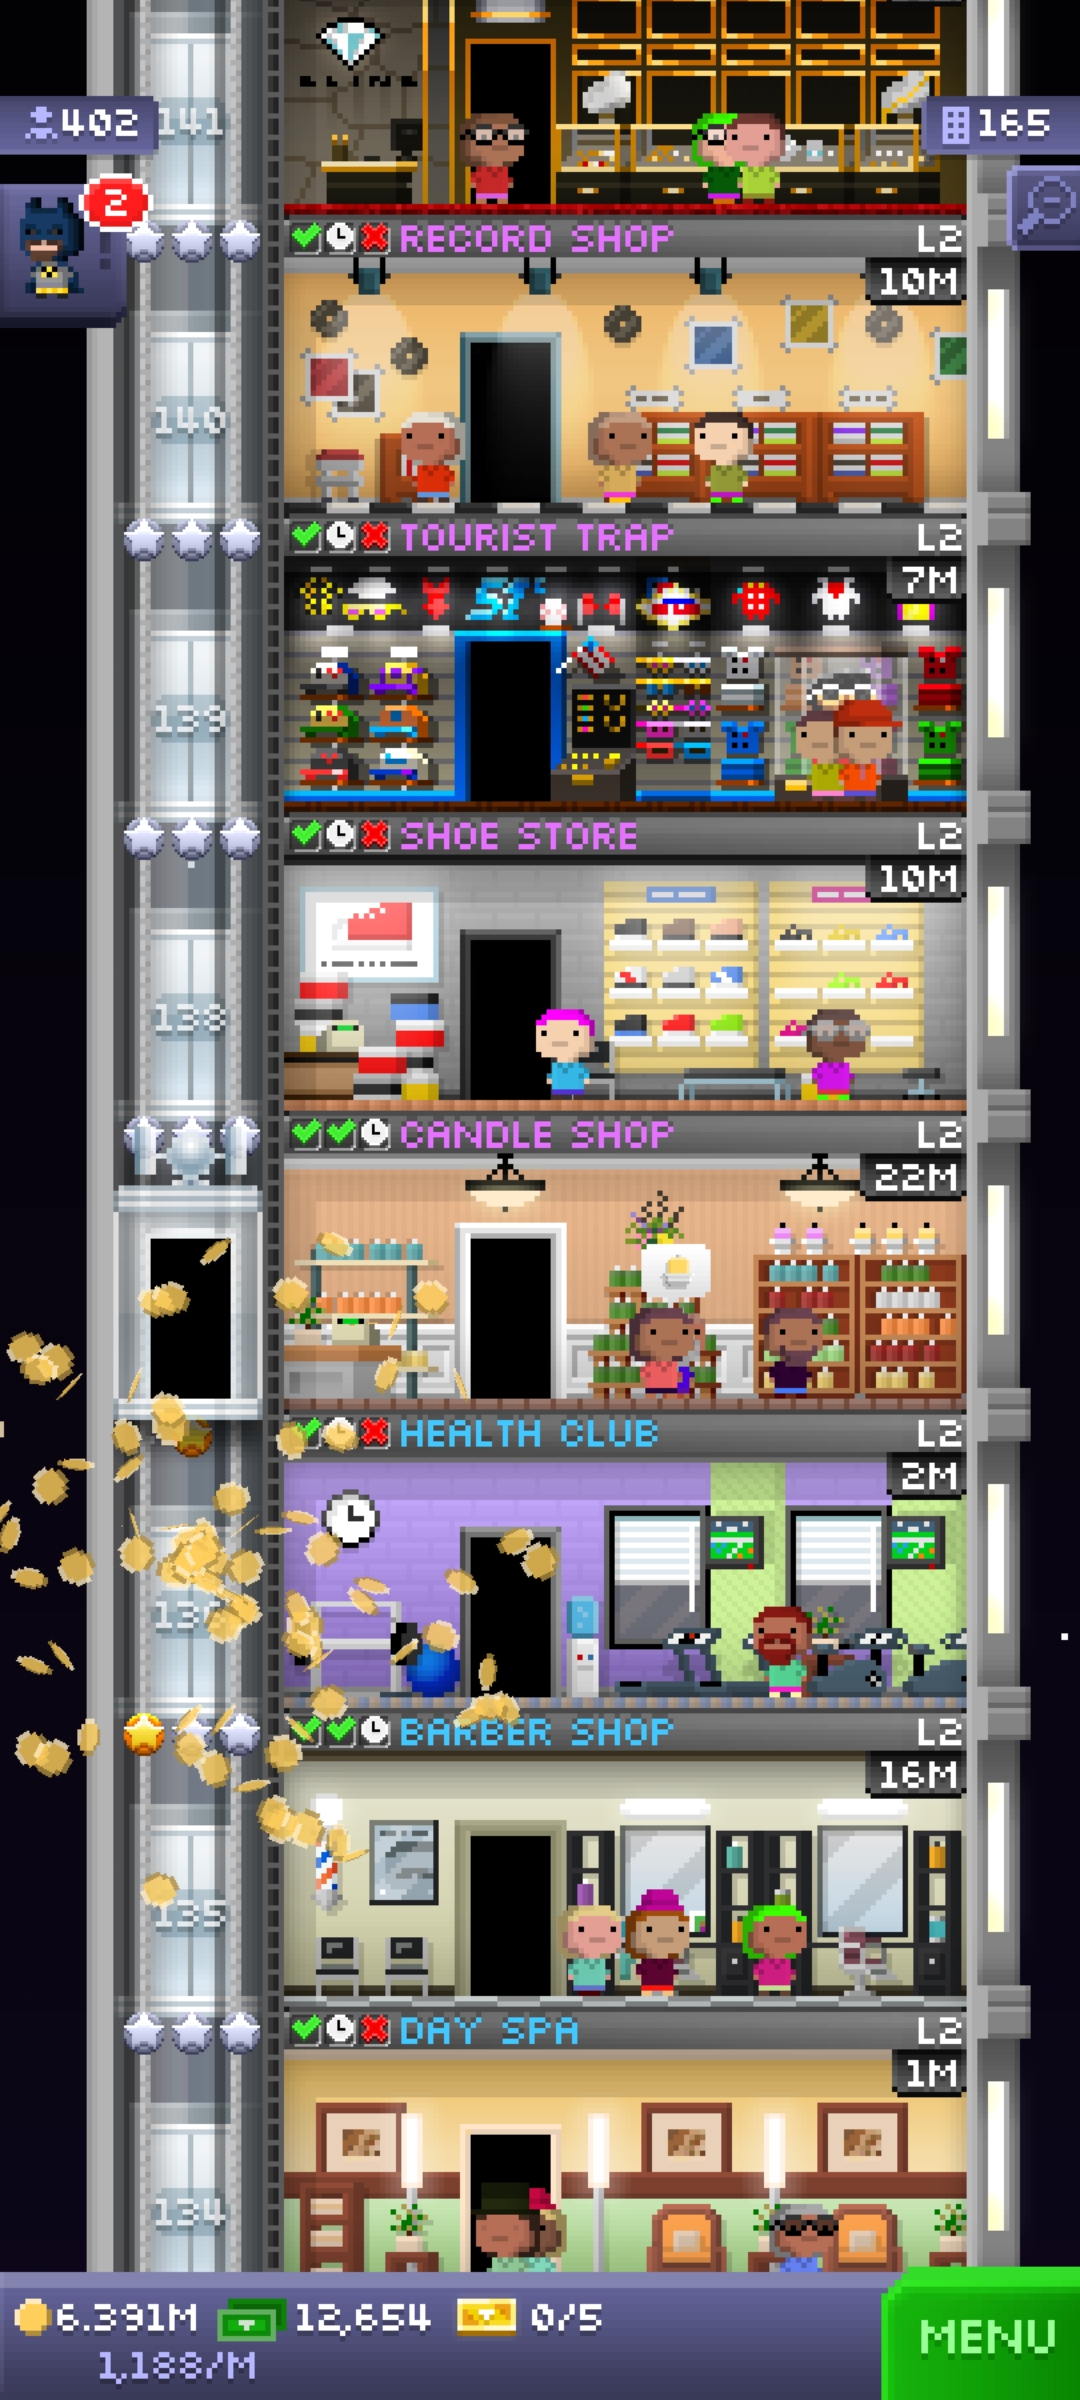 BLING
402
141
165
2
RECORD SHOP
L2
10M
140
TOURIST TRAP
L2
7M
ST
139
SHOE STORE
L2
10M
138
CANDLE SHOP
L2
22M
HEALTH CLUB
L2
2M
BARBER SHOP
L2
16M
135
DAY SPA
L2
1M
134
6.391M
12,654
0/5
MENU
1,188/M